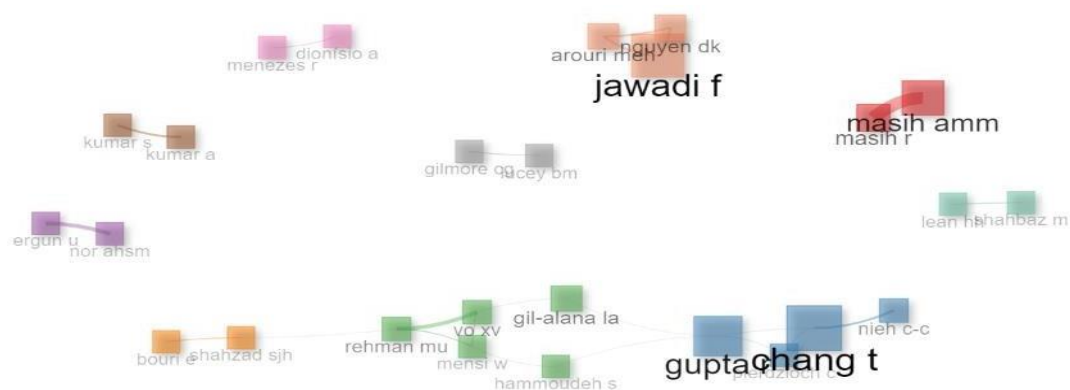 dionisio a
menezes r
nguyen dk
arouri meh
jawadi f
masih amm
masih r
kumar s
kumar a
gilmore
lucey bm
lean hh
shahbaz m
ergun u
nor ahsm
gil-alana la
vo xv
rehman mu
mensi w
hammoudeh s
bouri e
shahzad sjh
nieh c-c
chang t
gupta r
pierdzioch c